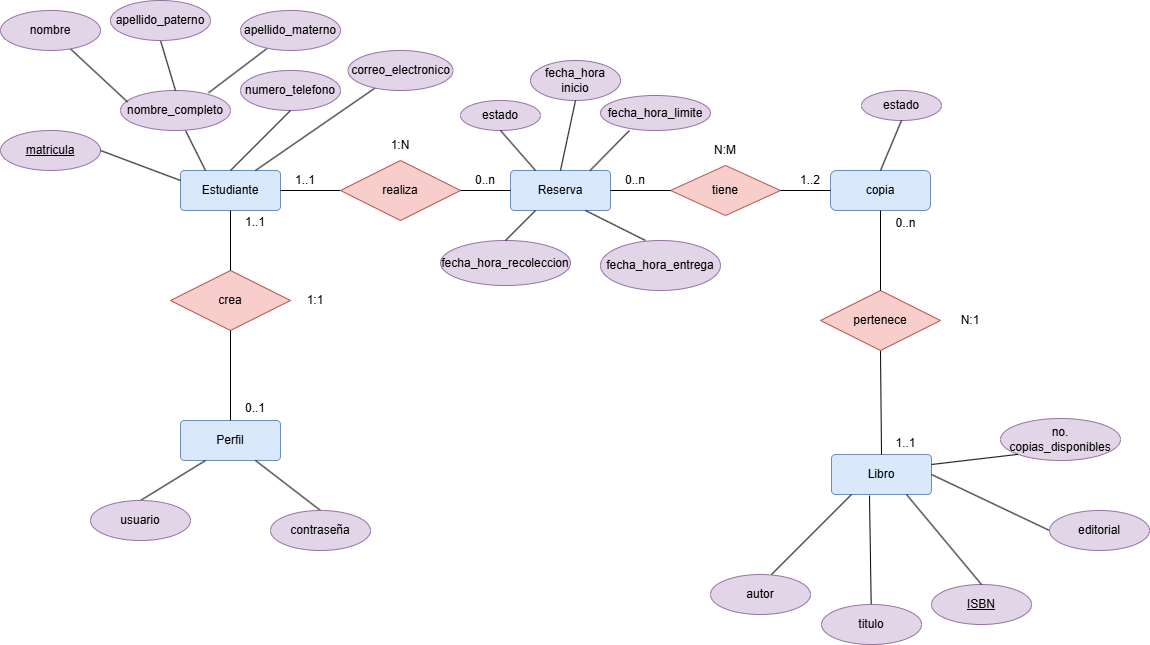 nombre
apellido_paterno
apellido_materno
nombre_completo
numero_telefono
correo_electronico
matricula
Estudiante
1..1
1:N
realiza
0..n
estado
fecha_hora
inicio
fecha_hora_limite
Reserva
0..n
N:M
tiene
1..2
estado
copia
fecha_hora_recoleccion
fecha_hora_entrega
1..1
crea
1:1
0..1
Perfil
usuario
contraseña
0..n
pertenece
N:1
1..1
Libro
no.
copias_disponibles
editorial
autor
titulo
ISBN